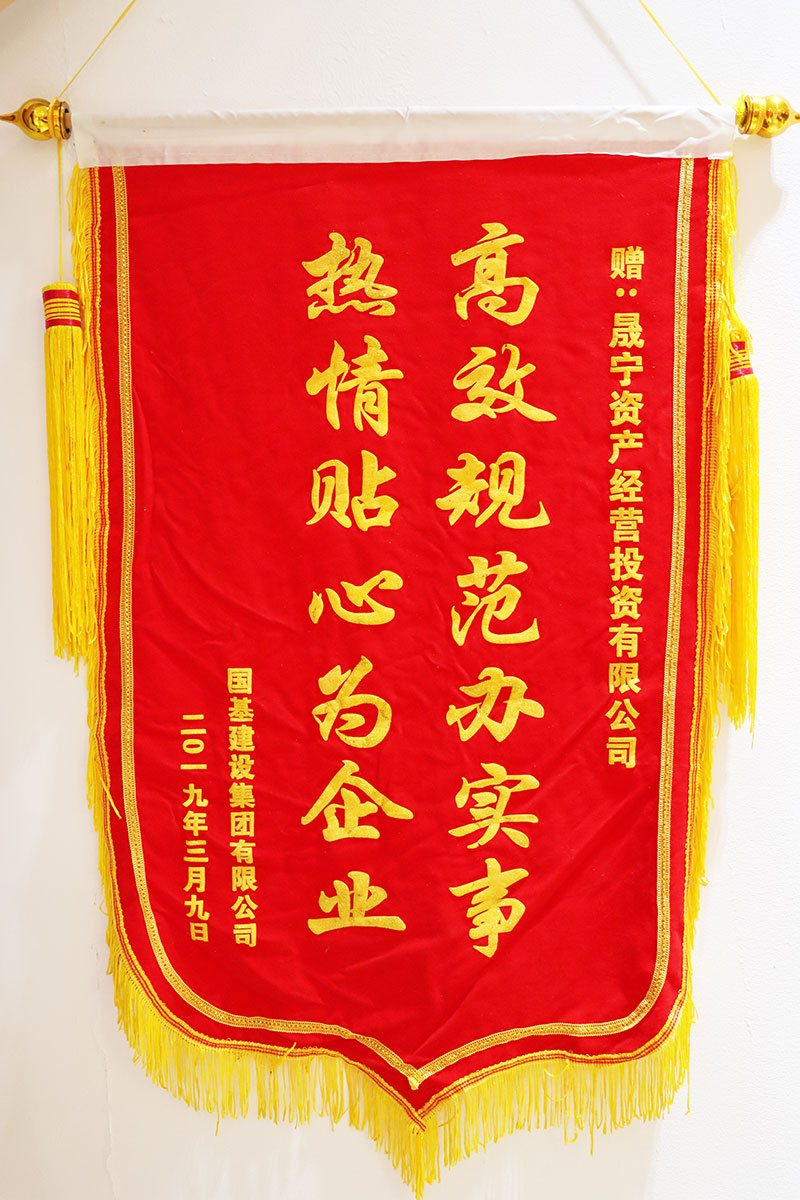 赠：晟宁资产经营投资有限公司
高效规范办实事
热情贴心为企业
国基建设集团有限公司
二〇一九年三月九日